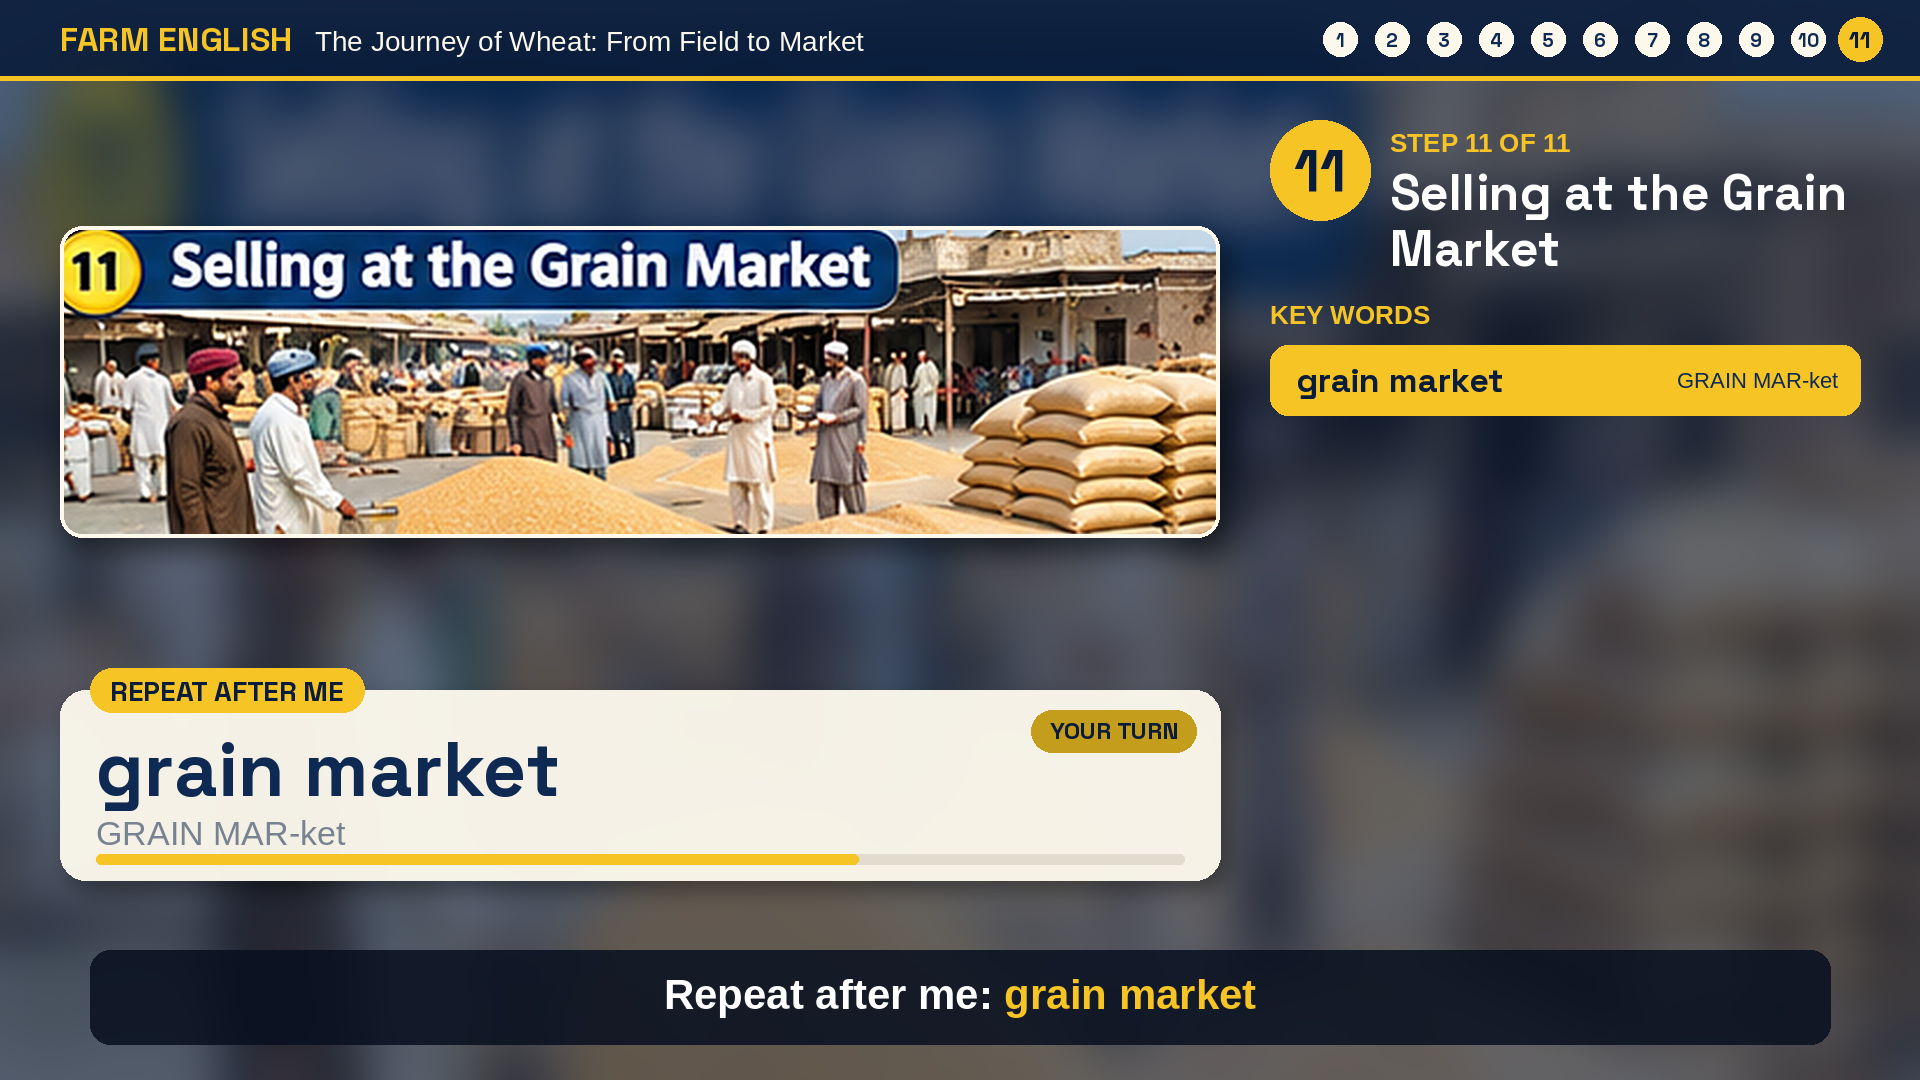 FARM ENGLISH The Journey of Wheat: From Field to Market 1 2 3 4 5 6 7 8 9 10 11
11 Selling at the Grain Market
11
STEP 11 OF 11
Selling at the Grain
Market
KEY WORDS
grain market GRAIN MAR-ket
REPEAT AFTER ME
YOUR TURN
grain market
GRAIN MAR-ket
Repeat after me: grain market